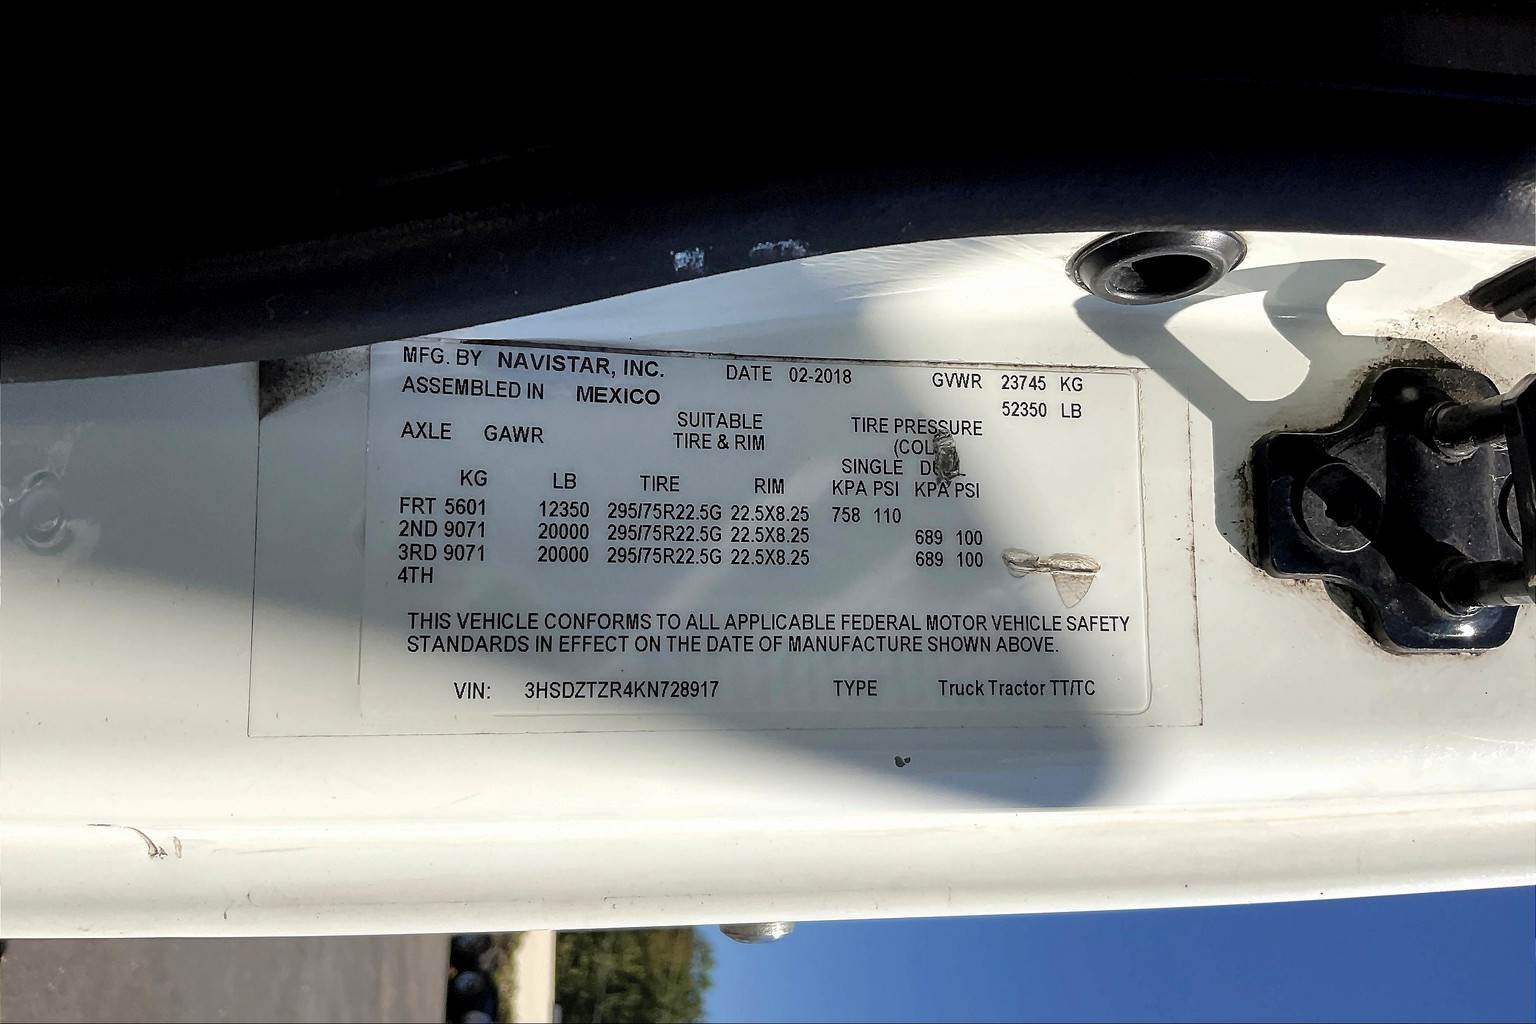 MFG. BY NAVISTAR, INC. DATE 02-2018 GVWR 23745 KG
ASSEMBLED IN MEXICO 52350 LB
AXLE GAWR SUITABLE TIRE PRESSURE
TIRE & RIM
SINGLE
KG LB TIRE RIM KPA PSI KPA PSI
FRT 5601 12350 295/75R22.5G 22.5X8.25 758 110
2ND 9071 20000 295/75R22.5G 22.5X8.25 689 100
3RD 9071 20000 295/75R22.5G 22.5X8.25 689 100
4TH
THIS VEHICLE CONFORMS TO ALL APPLICABLE FEDERAL MOTOR VEHICLE SAFETY
STANDARDS IN EFFECT ON THE DATE OF MANUFACTURE SHOWN ABOVE.
VIN: 3HSDZTZR4KN728917 TYPE Truck Tractor TT/TC